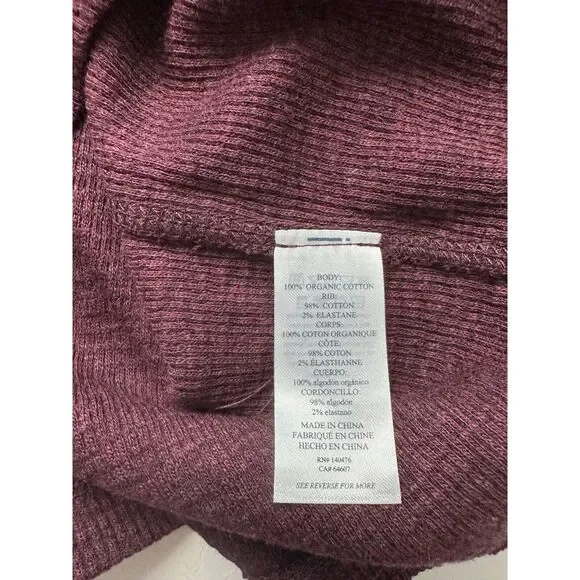 BODY:
100% ORGANIC COTTON
RIB:
98% COTTON
2% ELASTANE
CORPS:
100% COTON ORGANIQUE
CÔTE:
98% COTON
2% ÉLASTHANNE
CUERPO:
100% algodón orgánico
CORDONCILLO:
98% algodón
2% elastano
MADE IN CHINA
FABRIQUÉ EN CHINE
HECHO EN CHINA
RN# 140476
CA# 64607
SEE REVERSE FOR MORE